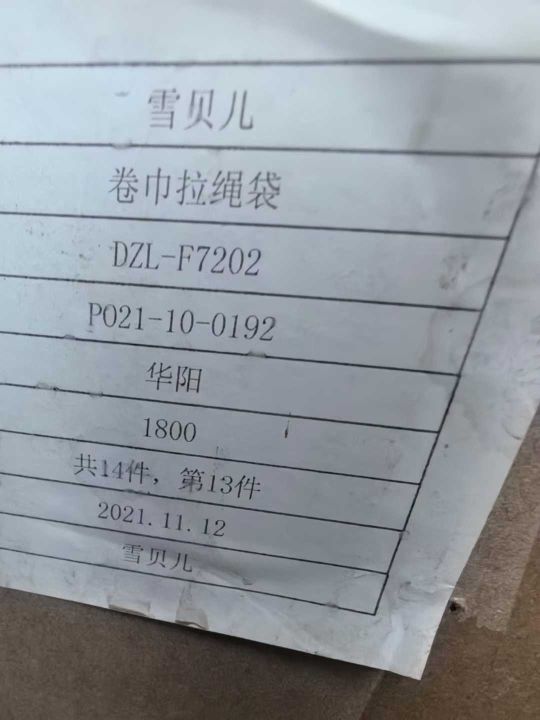 雪贝儿
卷巾拉绳袋
DZL-F7202
PO21-10-0192
华阳
1800
共14件，第13件
2021.11.12
雪贝儿